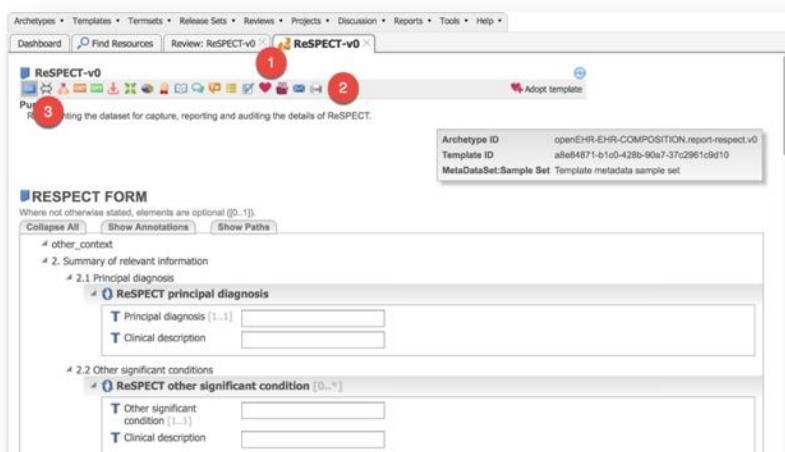 Archetypes Templates Termsets Release Sets Reviews Projects Discussion Reports Tools Help
Dashboard Find Resources Review: ReSPECT-v0 ReSPECT-v0
1
ReSPECT-v0
2
Adopt template
3
Pur
nting the dataset for capture, reporting and auditing the details of ReSPECT.
Archetype ID openEHR-EHR-COMPOSITION.report-respect.v0
Template ID a8e84871-b1c0-428b-90a7-37c2961c9d10
MetaDataSet:Sample Set Template metadata sample set
RESPECT FORM
Where not otherwise stated, elements are optional ([0..1]).
Collapse All Show Annotations Show Paths
other_context
2. Summary of relevant information
2.1 Principal diagnosis
ReSPECT principal diagnosis
Principal diagnosis [1..1]
Clinical description
2.2 Other significant conditions
ReSPECT other significant condition [0..*]
Other significant
condition [1..1]
Clinical description